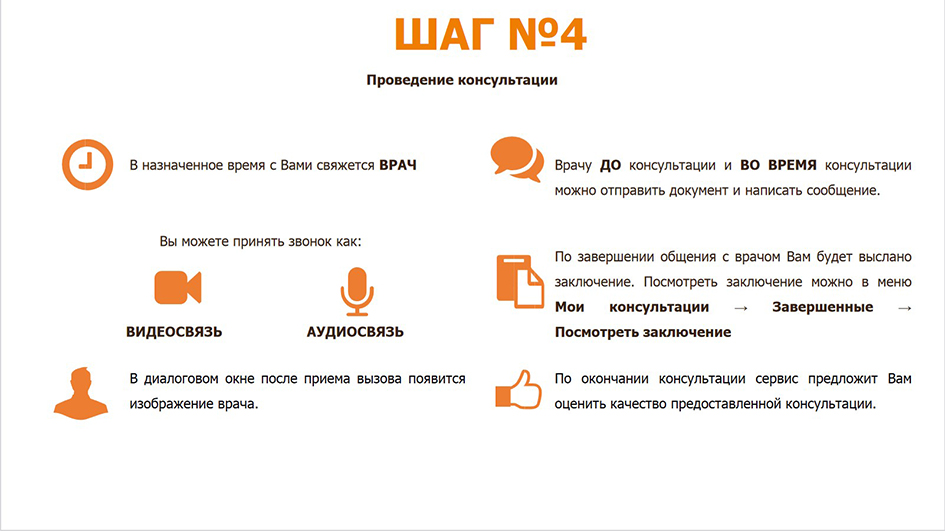 ШАГ №4
Проведение консультации
В назначенное время с Вами свяжется ВРАЧ
Вы можете принять звонок как:
ВИДЕОСВЯЗЬ АУДИОСВЯЗЬ
В диалоговом окне после приема вызова появится
изображение врача.
Врачу ДО консультации и ВО ВРЕМЯ консультации
можно отправить документ и написать сообщение.
По завершении общения с врачом Вам будет выслано
заключение. Посмотреть заключение можно в меню
Мои консультации → Завершенные →
Посмотреть заключение
По окончании консультации сервис предложит Вам
оценить качество предоставленной консультации.